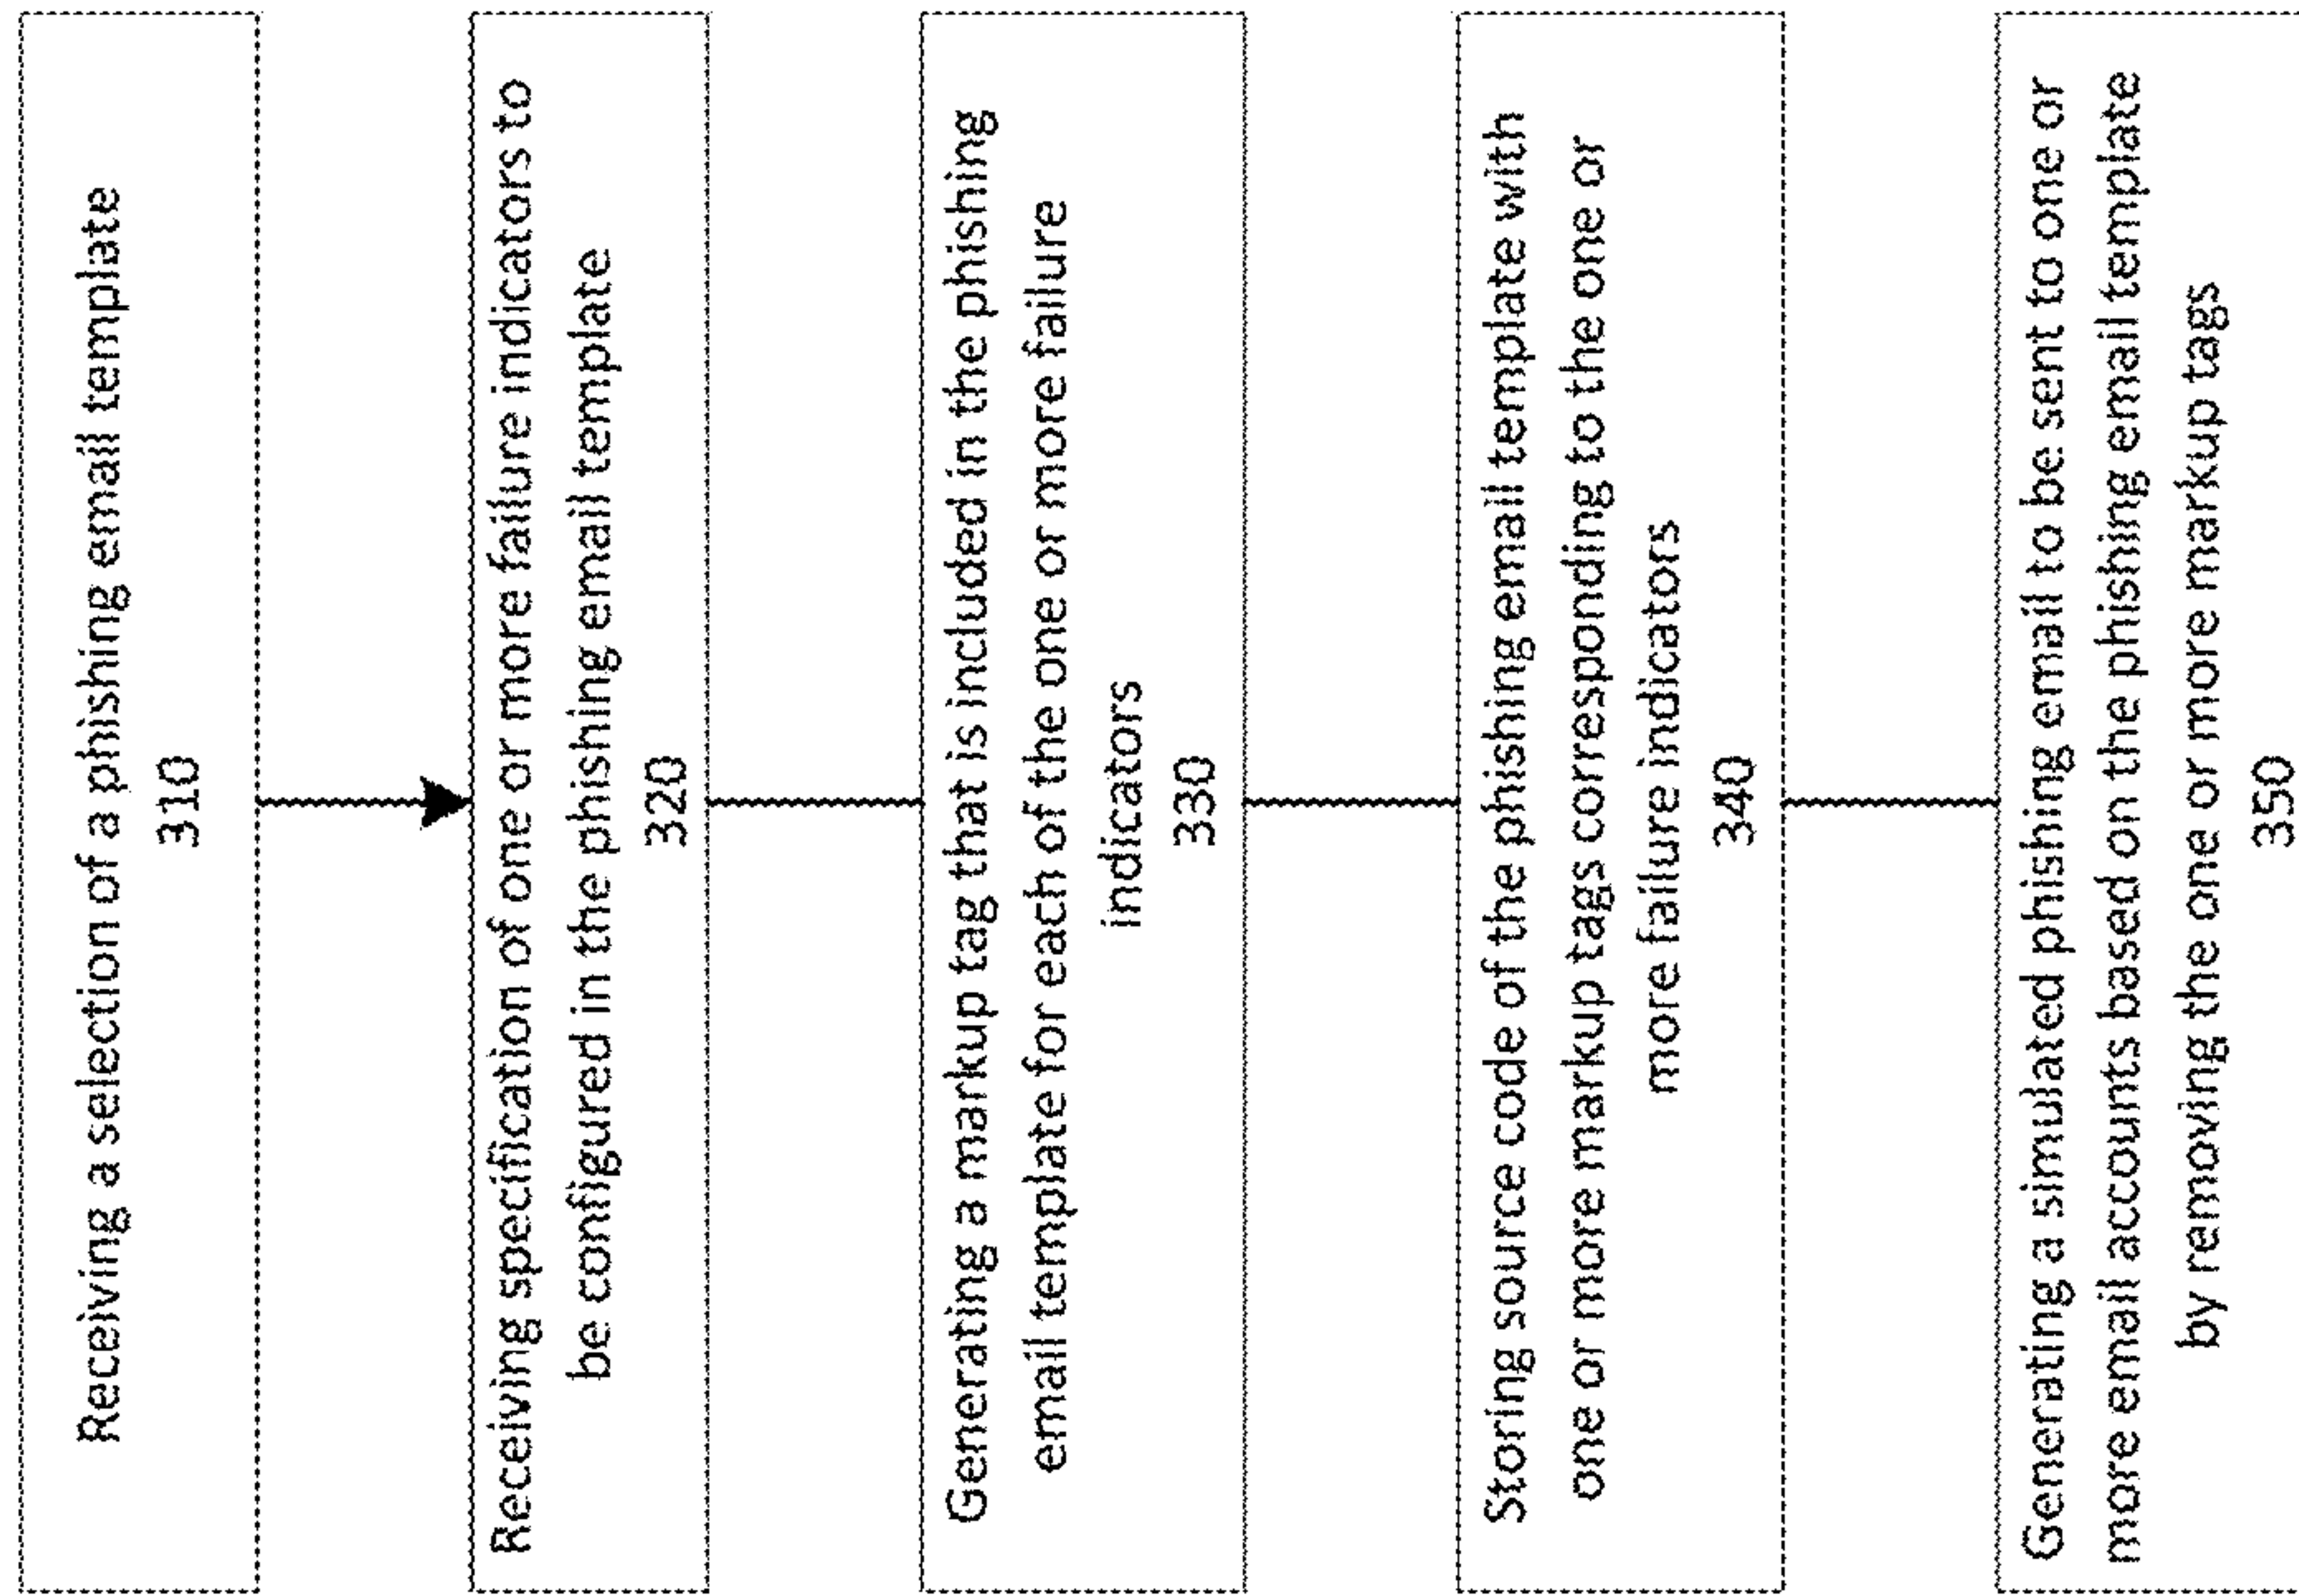 Receiving a selection of a phishing email template
310
Receiving specification of one or more failure indicators to
be configured in the phishing email template
320
Generating a markup tag that is included in the phishing
email template for each of the one or more failure
indicators
330
Storing source code of the phishing email template with
one or more markup tags corresponding to the one or
more failure indicators
340
Generating a simulated phishing email to be sent to one or
more email accounts based on the phishing email template
by removing the one or more markup tags
350